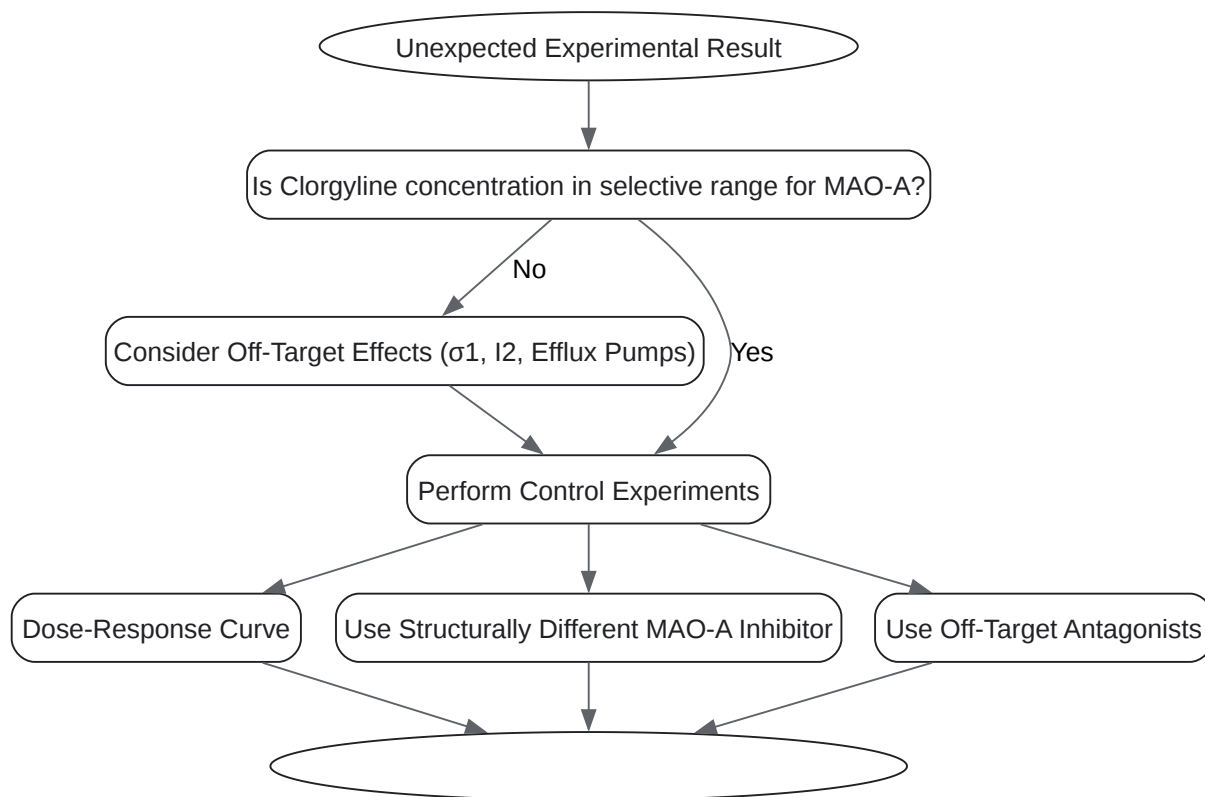 Unexpected Experimental Result
Is Clorgyline concentration in selective range for MAO-A?
No
Consider Off-Target Effects (σ1, I2, Efflux Pumps)
Yes
Perform Control Experiments
Dose-Response Curve
Use Structurally Different MAO-A Inhibitor
Use Off-Target Antagonists